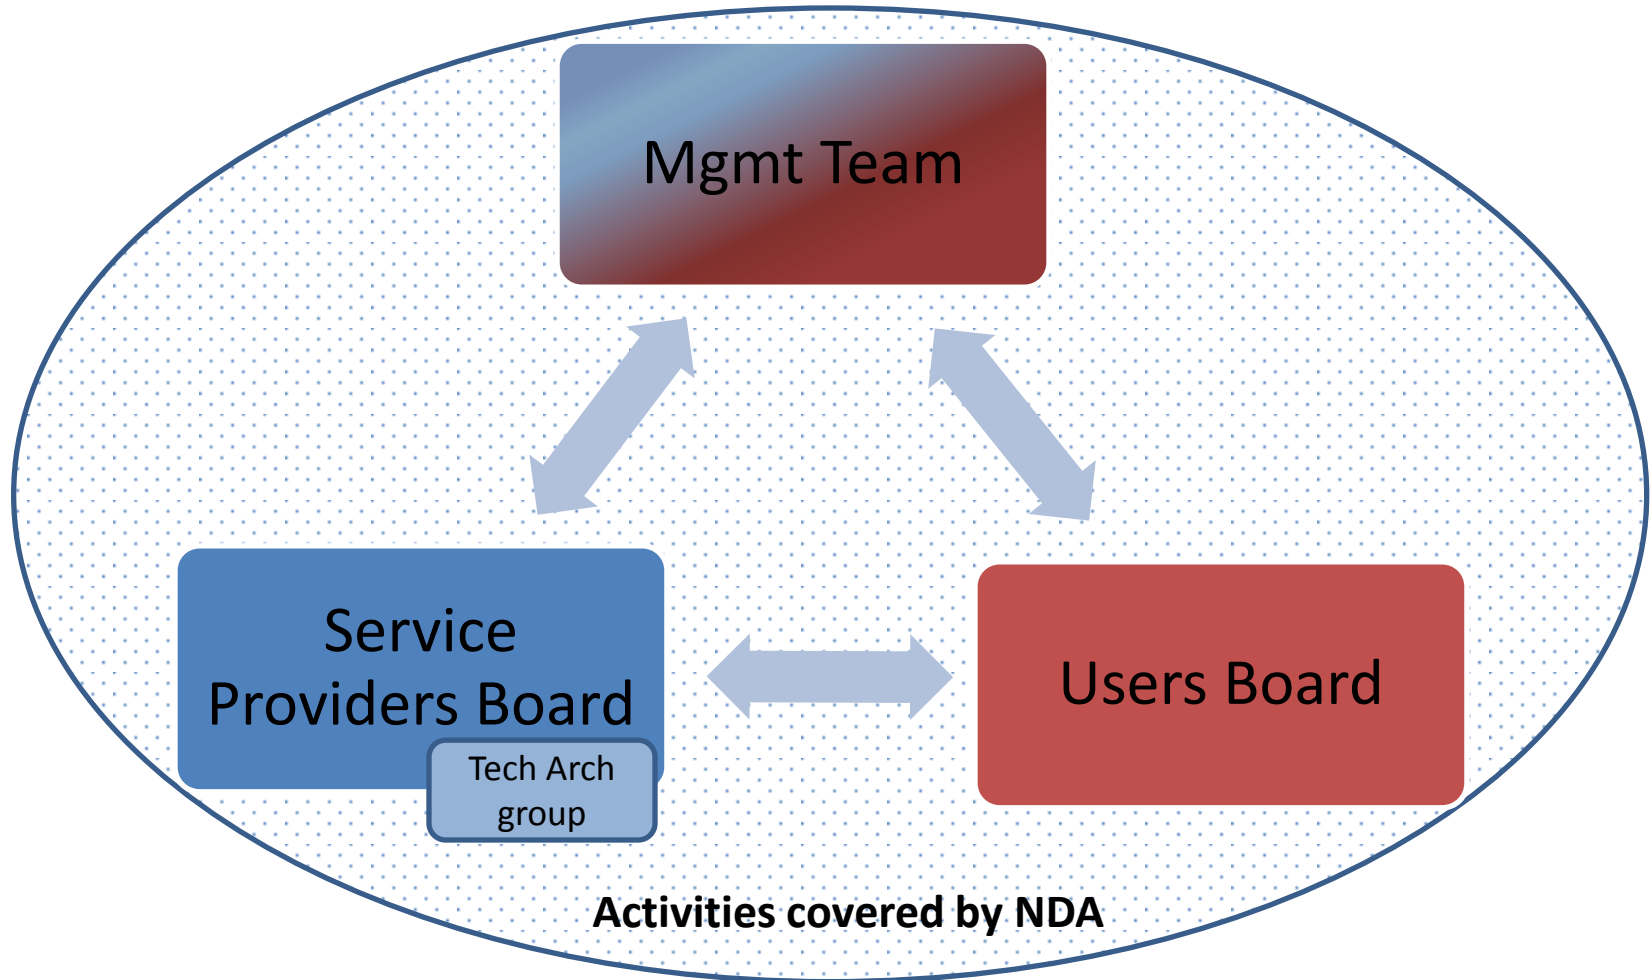 Mgmt Team
Service
Providers Board
Users Board
Tech Arch
group
Activities covered by NDA